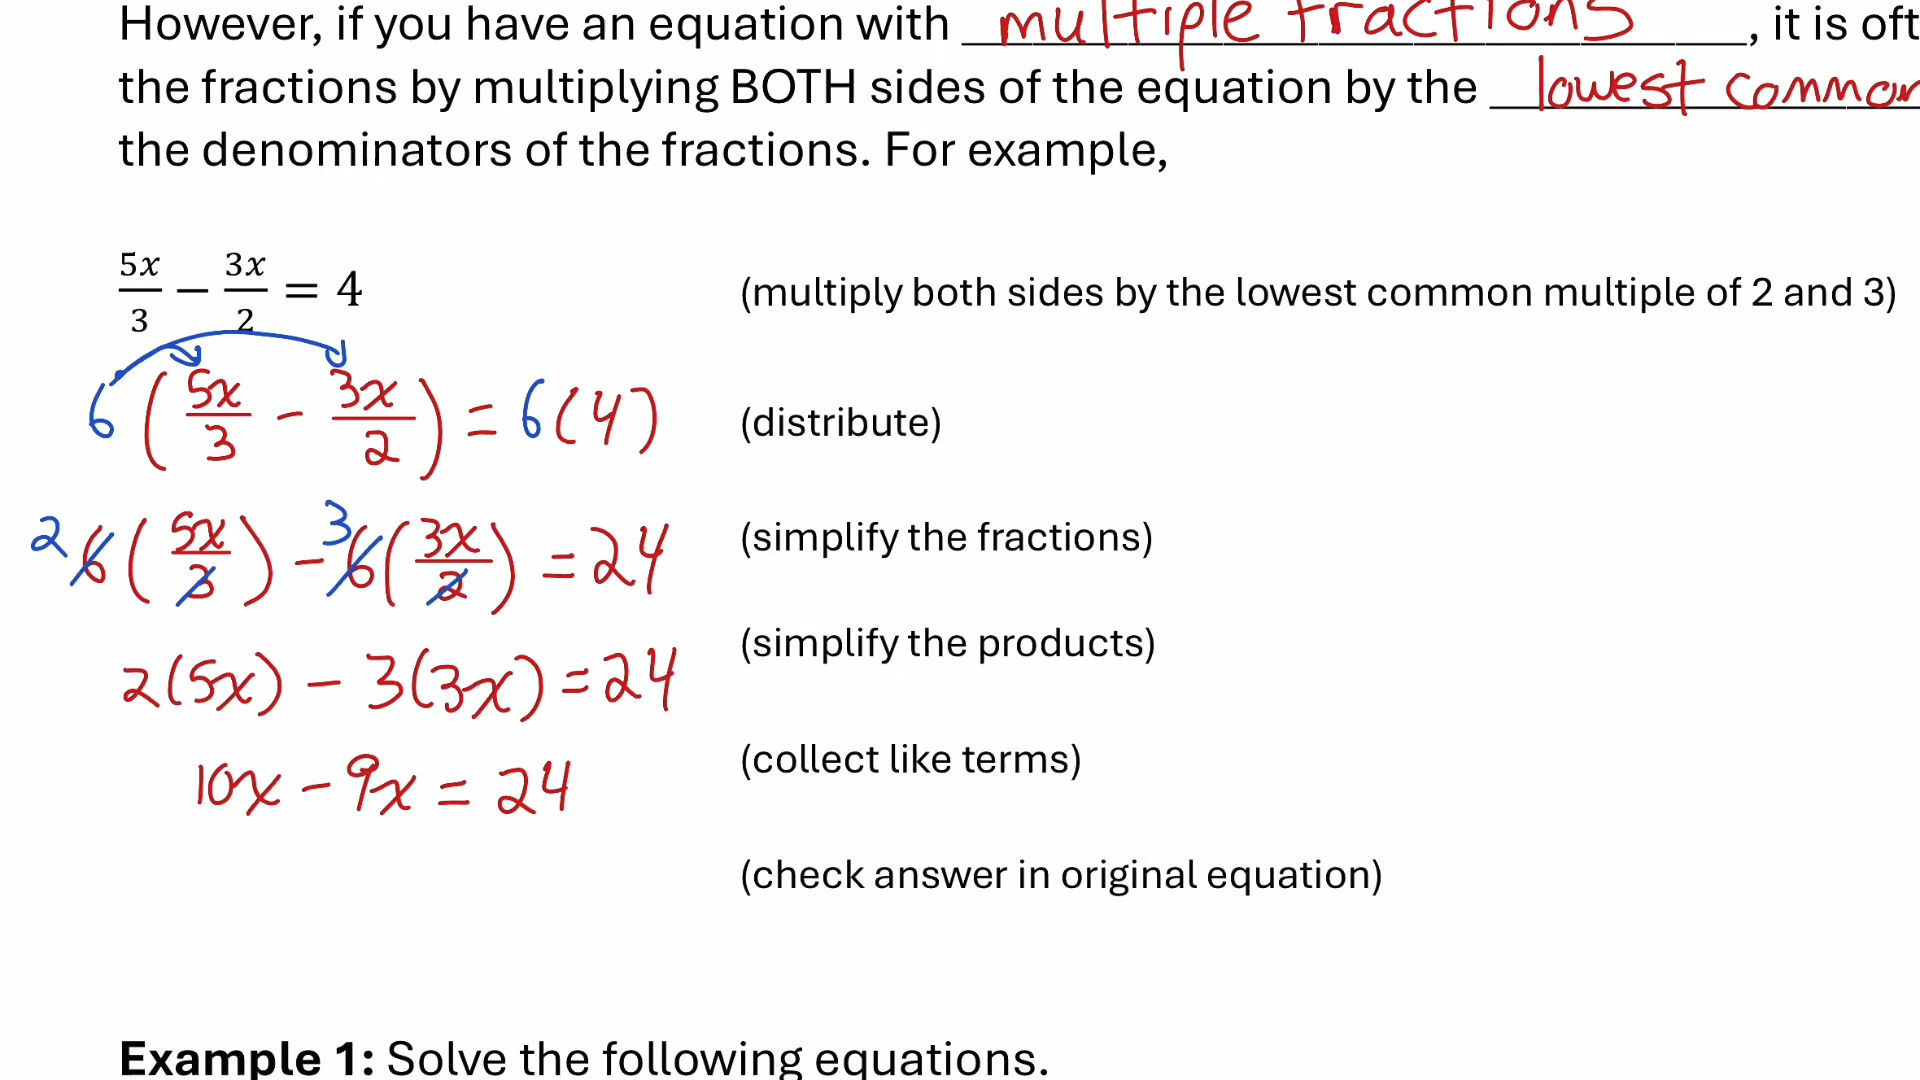 However, if you have an equation with multiple fractions, it is oft
the fractions by multiplying BOTH sides of the equation by the lowest common
the denominators of the fractions. For example,
5x/3 − 3x/2 = 4 (multiply both sides by the lowest common multiple of 2 and 3)
6(5x/3 - 3x/2) = 6(4) (distribute)
2 6(5x/3) - 3 6(3x/2) = 24 (simplify the fractions)
2(5x) - 3(3x) = 24 (simplify the products)
10x - 9x = 24 (collect like terms)
(check answer in original equation)
Example 1: Solve the following equations.